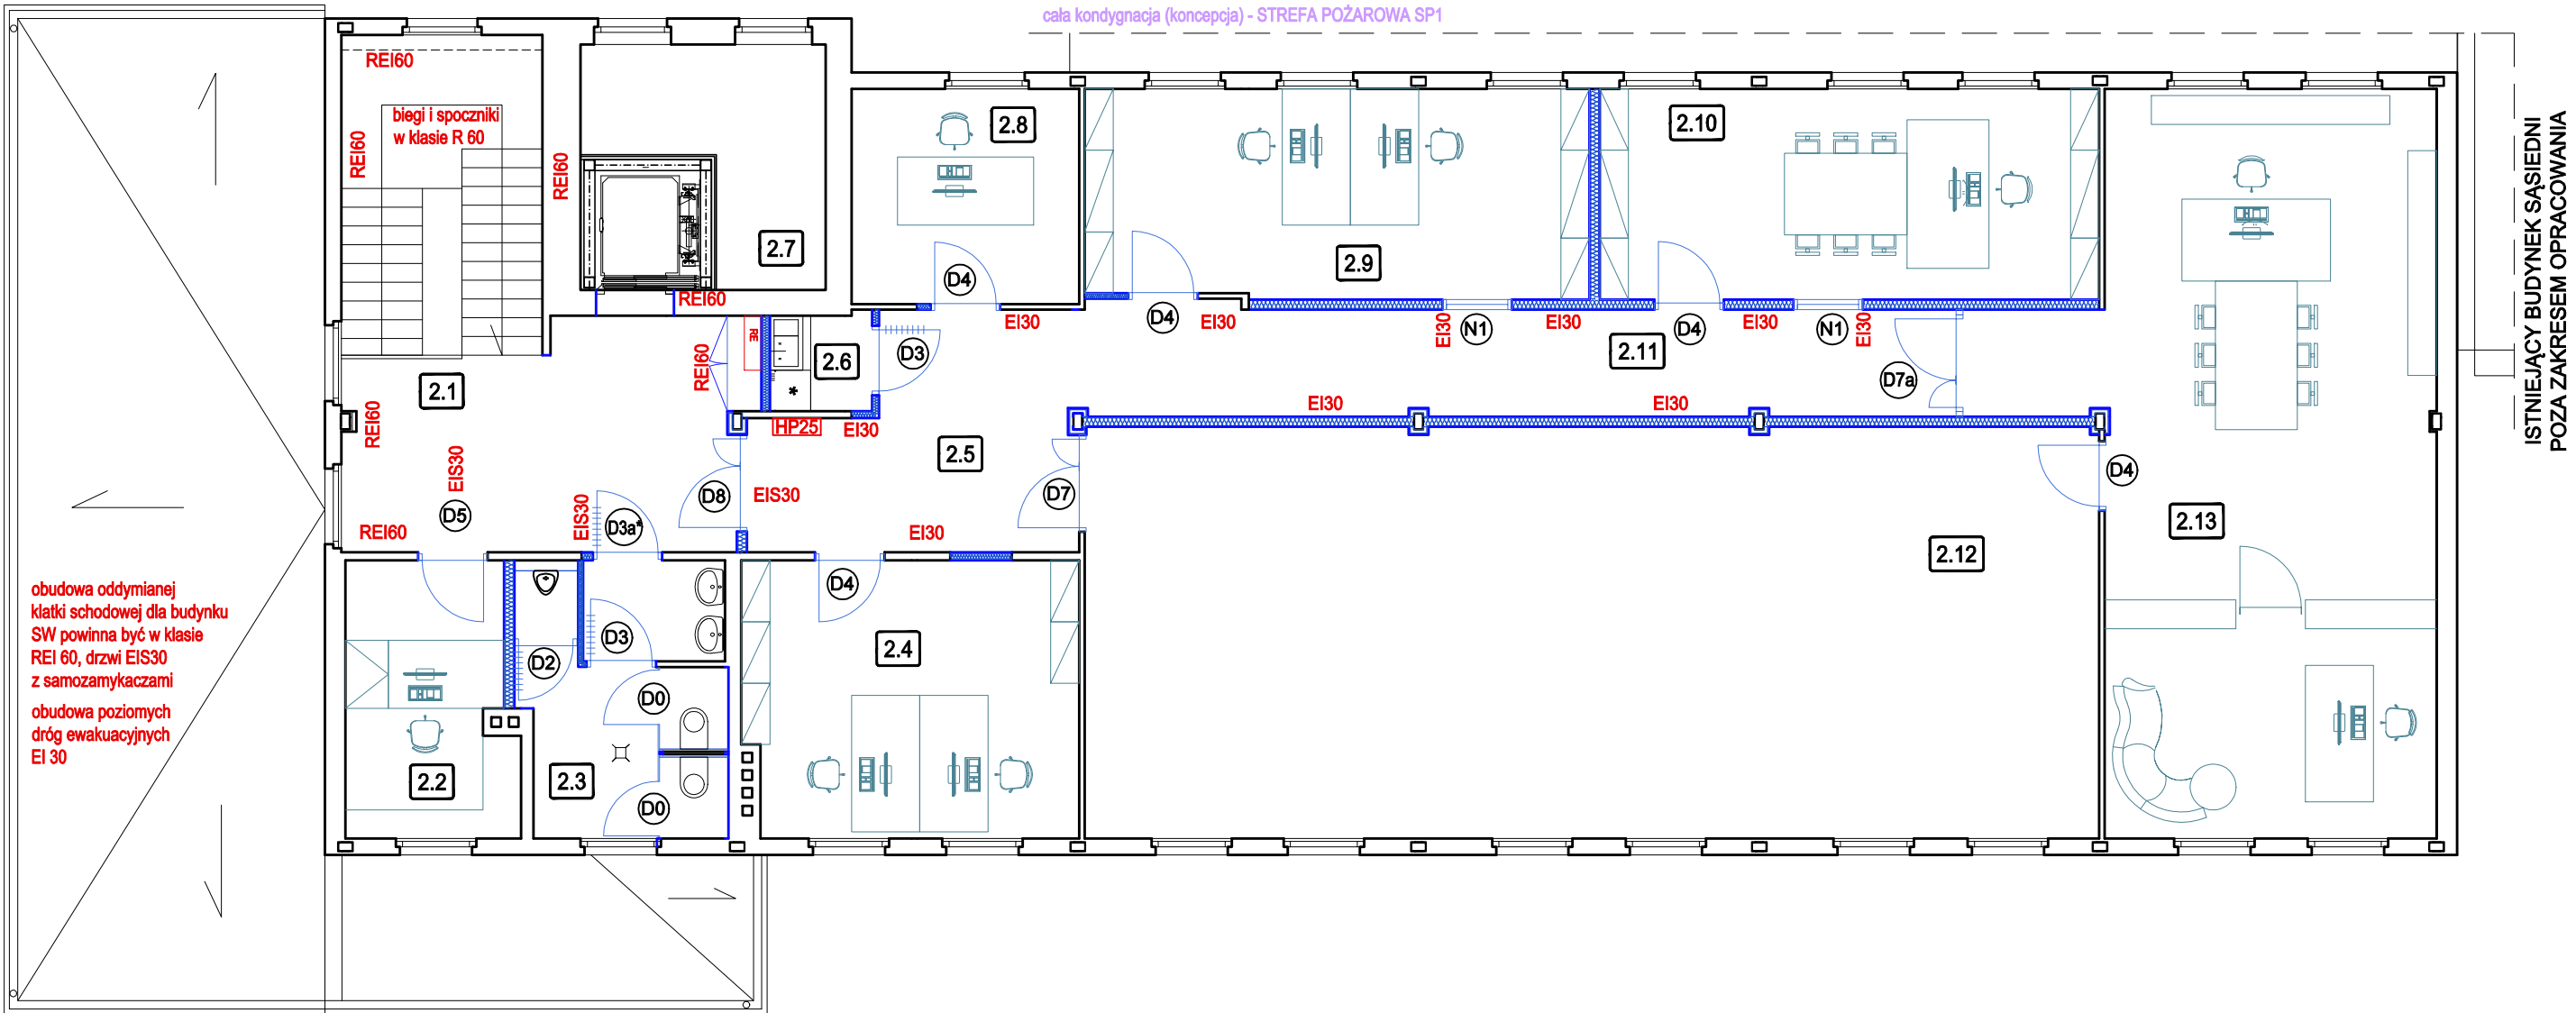 cała kondygnacja (koncepcja) - STREFA POŻAROWA SP1
REI60
biegi i spoczniki
w klasie R 60
REI60
REI60
2.7
REI60
2.8
D4
EI30
2.9
D4
EI30
EI30
N1
EI30
2.10
D4
EI30
N1
EI30
2.11
D7a
ISTNIEJĄCY BUDYNEK SĄSIEDNI
POZA ZAKRESEM OPRACOWANIA
2.1
REI60
RE
2.6
D3
HP25
EI30
EI30
EI30
REI60
EIS30
D5
REI60
EIS30
D3a*
D8
EIS30
2.5
EI30
D7
D4
2.13
2.12
obudowa oddymianej
klatki schodowej dla budynku
SW powinna być w klasie
REI 60, drzwi EIS30
z samozamykaczami
obudowa poziomych
dróg ewakuacyjnych
EI 30
D2
D3
D4
2.4
D0
2.2
2.3
D0